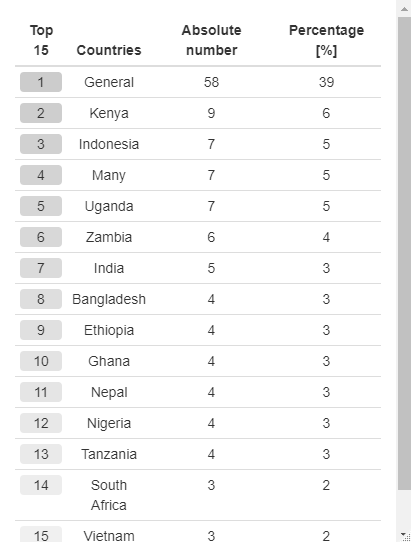 Top 15 Countries Absolute number Percentage [%]
1 General 58 39
2 Kenya 9 6
3 Indonesia 7 5
4 Many 7 5
5 Uganda 7 5
6 Zambia 6 4
7 India 5 3
8 Bangladesh 4 3
9 Ethiopia 4 3
10 Ghana 4 3
11 Nepal 4 3
12 Nigeria 4 3
13 Tanzania 4 3
14 South Africa 3 2
15 Vietnam 3 2